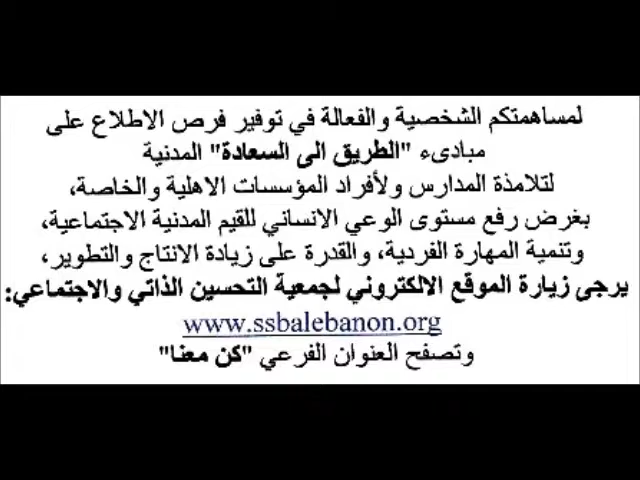 لمساهمتكم الشخصية والفعالة في توفير فرص الاطلاع على
مبادىء "الطريق الى السعادة" المدنية
لتلامذة المدارس ولأفراد المؤسسات الاهلية والخاصة،
بغرض رفع مستوى الوعي الانساني للقيم المدنية الاجتماعية،
وتنمية المهارة الفردية، والقدرة على زيادة الانتاج والتطوير،
يرجى زيارة الموقع الالكتروني لجمعية التحسين الذاتي والاجتماعي:
www.ssbalebanon.org
وتصفح العنوان الفرعي "كن معنا"